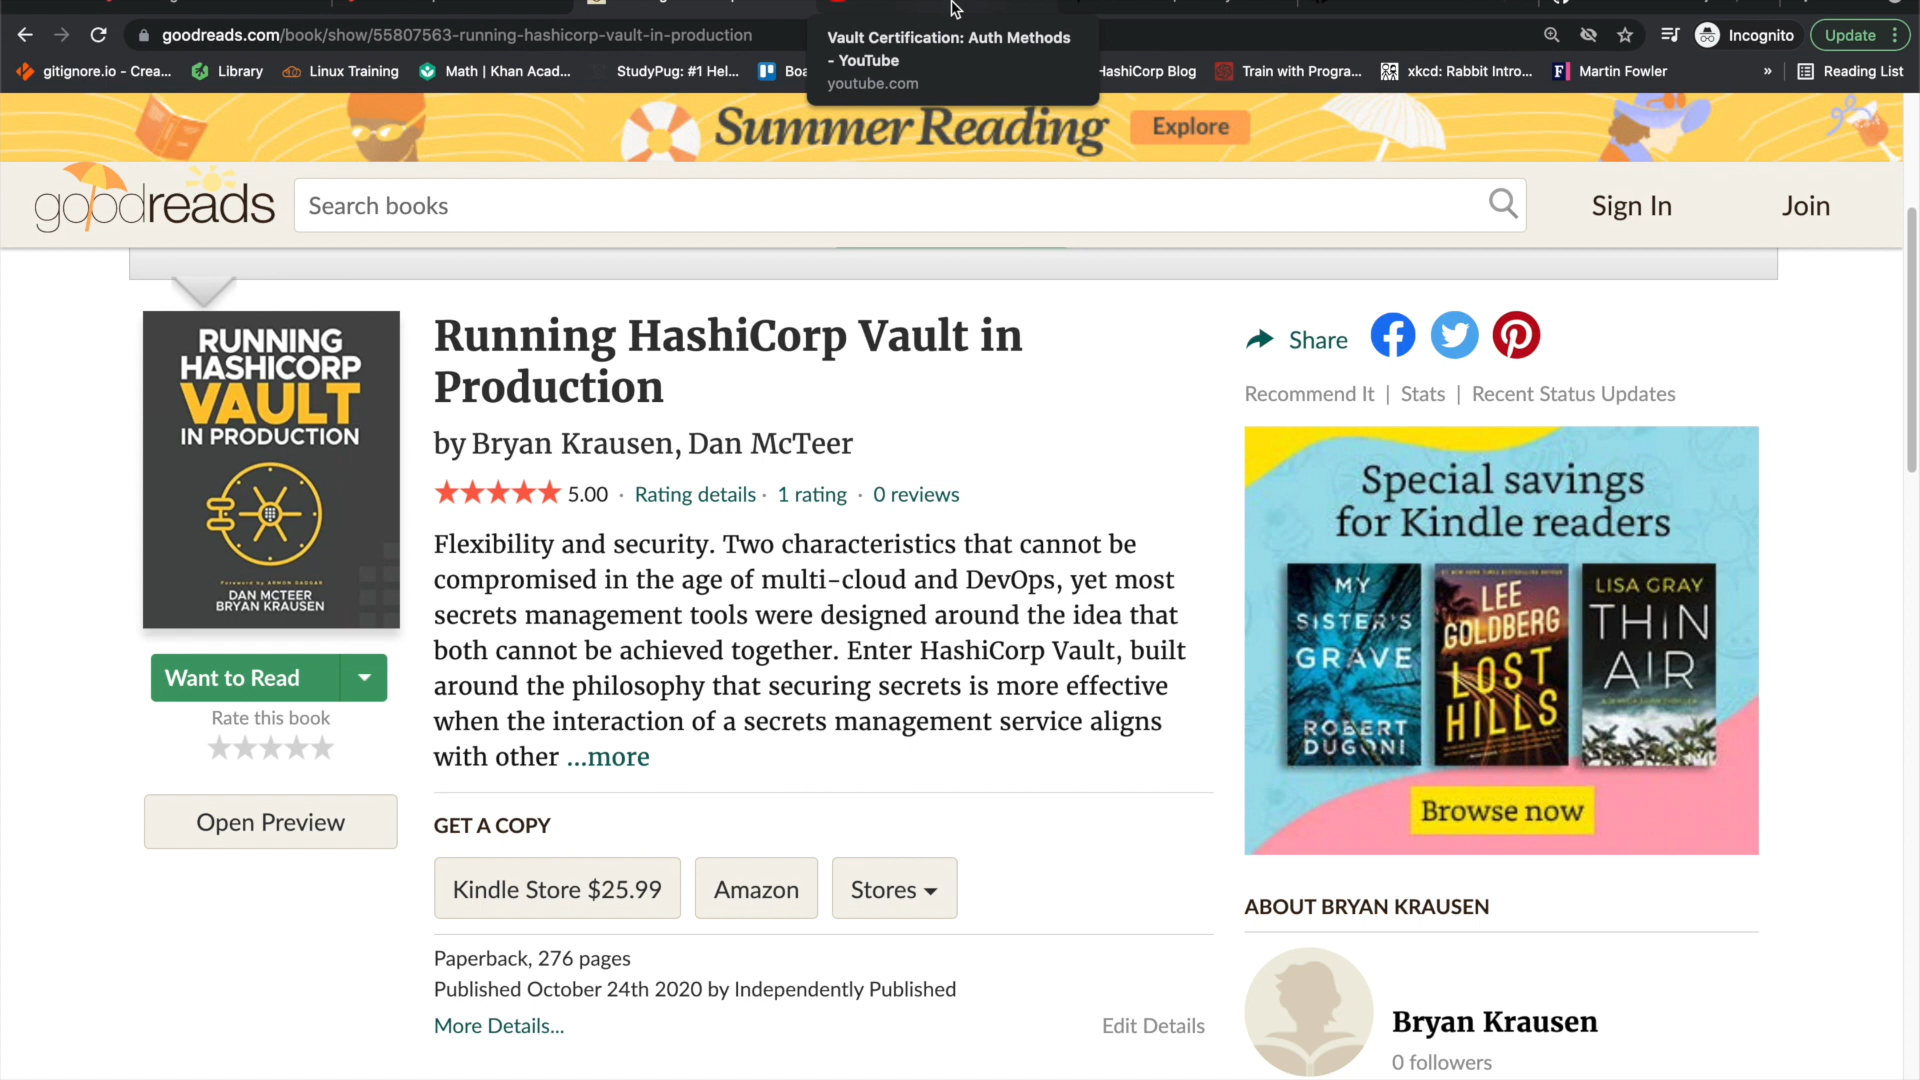 goodreads.com/book/show/55807563-running-hashicorp-vault-in-production
Incognito
Update
Vault Certification: Auth Methods
- YouTube
youtube.com
gitignore.io - Crea...
Library
Linux Training
Math | Khan Acad...
StudyPug: #1 Hel...
Boa
HashiCorp Blog
Train with Progra...
xkcd: Rabbit Intro...
Martin Fowler
»
Reading List
Summer Reading
Explore
goodreads
Search books
Sign In
Join
RUNNING
HASHICORP
VAULT
IN PRODUCTION
Foreword by ARMON DADGAR
DAN MCTEER
BRYAN KRAUSEN
Want to Read
Rate this book
Open Preview
Running HashiCorp Vault in
Production
by Bryan Krausen, Dan McTeer
5.00 · Rating details · 1 rating · 0 reviews
Flexibility and security. Two characteristics that cannot be
compromised in the age of multi-cloud and DevOps, yet most
secrets management tools were designed around the idea that
both cannot be achieved together. Enter HashiCorp Vault, built
around the philosophy that securing secrets is more effective
when the interaction of a secrets management service aligns
with other ...more
GET A COPY
Kindle Store $25.99
Amazon
Stores
Paperback, 276 pages
Published October 24th 2020 by Independently Published
More Details...
Edit Details
Share
Recommend It | Stats | Recent Status Updates
Special savings
for Kindle readers
MY
SISTER'S
GRAVE
ROBERT
DUGONI
LEE
GOLDBERG
LOST
HILLS
LISA GRAY
THIN
AIR
Browse now
ABOUT BRYAN KRAUSEN
Bryan Krausen
0 followers